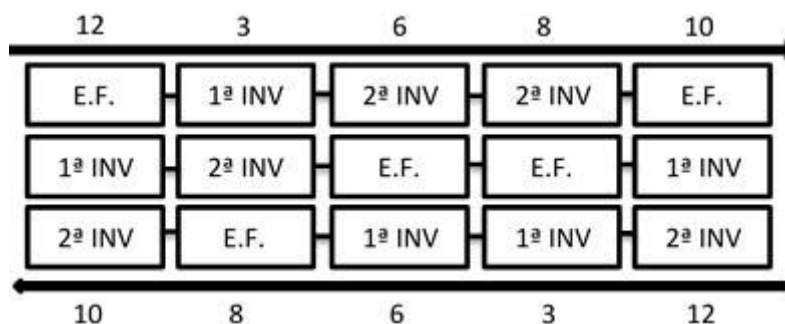 12 3 6 8 10
E.F. 1ª INV 2ª INV 2ª INV E.F.
1ª INV 2ª INV E.F. E.F. 1ª INV
2ª INV E.F. 1ª INV 1ª INV 2ª INV
10 8 6 3 12